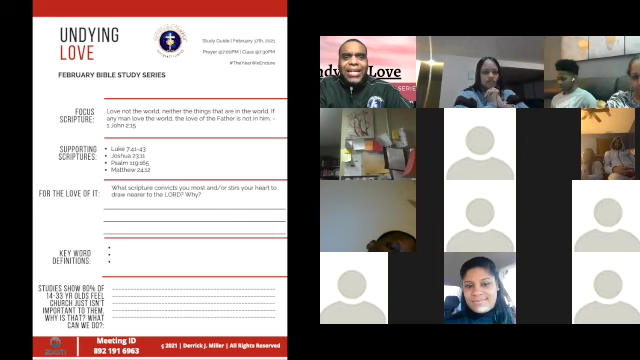 UNDYING
LOVE
Study Guide | February 17th, 2021
Prayer @7:00PM | Class @7:30PM
#TheYearWeEndure
FEBRUARY BIBLE STUDY SERIES
FOCUS
SCRIPTURE:
Love not the world, neither the things that are in the world. If
any man love the world, the love of the Father is not in him. -
1 John 2:15
SUPPORTING
SCRIPTURES:
• Luke 7:41-43
• Joshua 23:11
• Psalm 119:165
• Matthew 24:12
FOR THE LOVE OF IT:
What scripture convicts you most and/or stirs your heart to
draw nearer to the LORD? Why?
KEY WORD
DEFINITIONS:
STUDIES SHOW 80% OF
14-33 YR OLDS FEEL
CHURCH JUST ISN'T
IMPORTANT TO THEM.
WHY IS THAT? WHAT
CAN WE DO?:
zoom
Meeting ID
892 191 6963
© 2021 | Derrick J. Miller | All Rights Reserved
Love